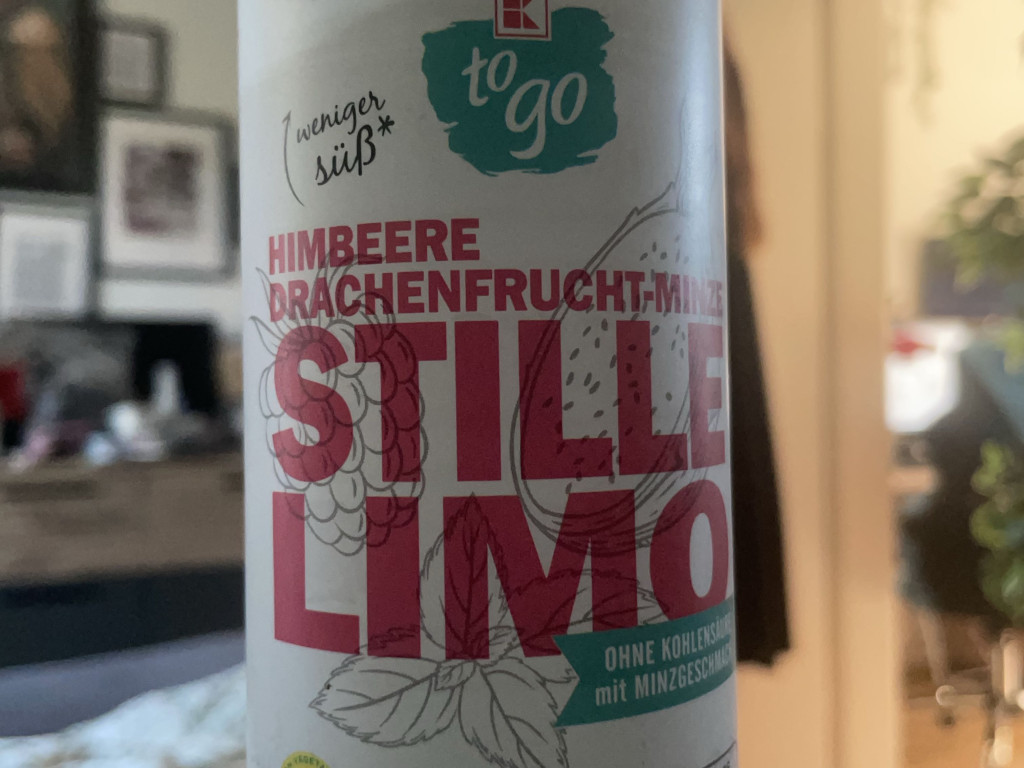 K
to
go
weniger
süß*
HIMBEERE
DRACHENFRUCHT-MINZE
STILLE
LIMO
OHNE KOHLENSÄURE
mit MINZGESCHMACK